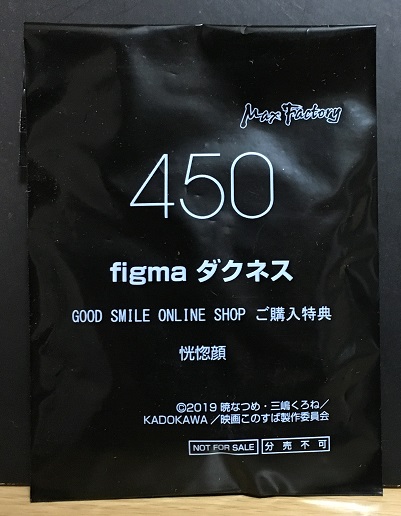 Max Factory
450
figma ダクネス
GOOD SMILE ONLINE SHOP ご購入特典
恍惚顔
©2019 暁なつめ・三嶋くろね／
KADOKAWA／映画このすば製作委員会
NOT FOR SALE 分売不可